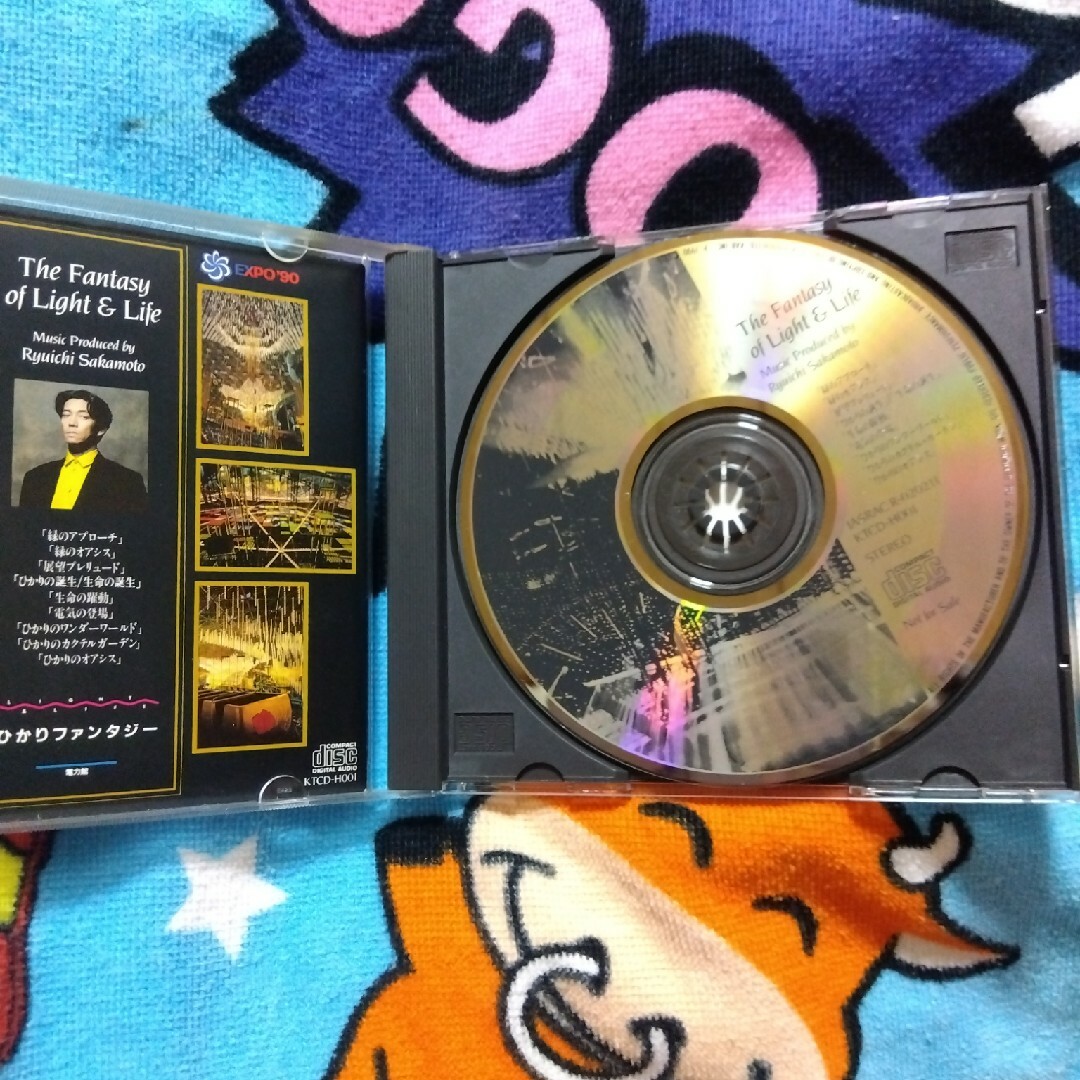 The Fantasy
of Light & Life
Music Produced by
Ryuichi Sakamoto
「緑のアプローチ」
「緑のオアシス」
「展望プレリュード」
「ひかりの誕生/生命の誕生」
「生命の躍動」
「電気の登場」
「ひかりのワンダーワールド」
「ひかりのカクテルガーデン」
「ひかりのオアシス」
ひかりファンタジー
電力館
EXPO'90
COMPACT
disc
DIGITAL AUDIO
KTCD-H001
The Fantasy
of Light & Life
Music Produced by
Ryuichi Sakamoto
JASRAC R-0202111
KTCD-H001
STEREO
COMPACT
disc
DIGITAL AUDIO
Not for Sale